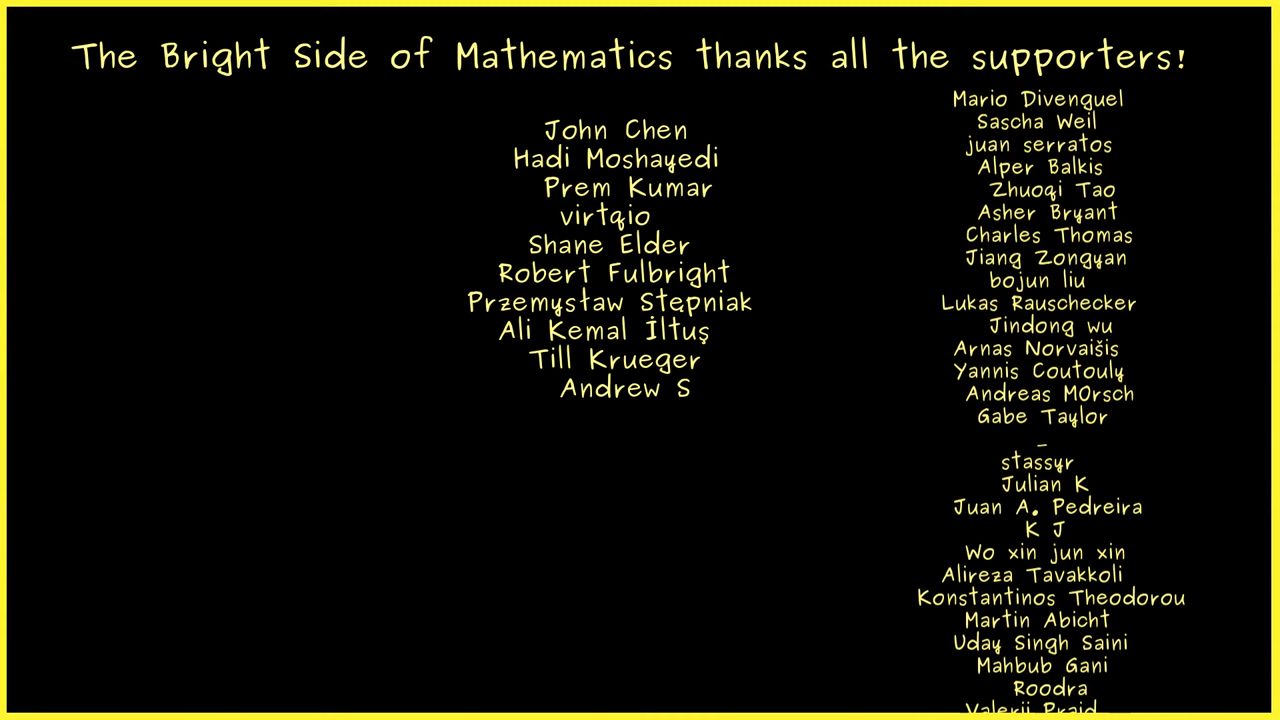 The Bright Side of Mathematics thanks all the supporters!
John Chen
Hadi Moshayedi
Prem Kumar
virtqio
Shane Elder
Robert Fulbright
Przemysław Stępniak
Ali Kemal İltuş
Till Krueger
Andrew S
Mario Divenguel
Sascha Weil
juan serratos
Alper Balkis
Zhuoqi Tao
Asher Bryant
Charles Thomas
Jiang Zongyan
bojun liu
Lukas Rauschecker
Jindong wu
Arnas Norvaišis
Yannis Coutouly
Andreas MOrsch
Gabe Taylor
_
stassyr
Julian K
Juan A. Pedreira
K J
Wo xin jun xin
Alireza Tavakkoli
Konstantinos Theodorou
Martin Abicht
Uday Singh Saini
Mahbub Gani
Roodra
Valerij Praid